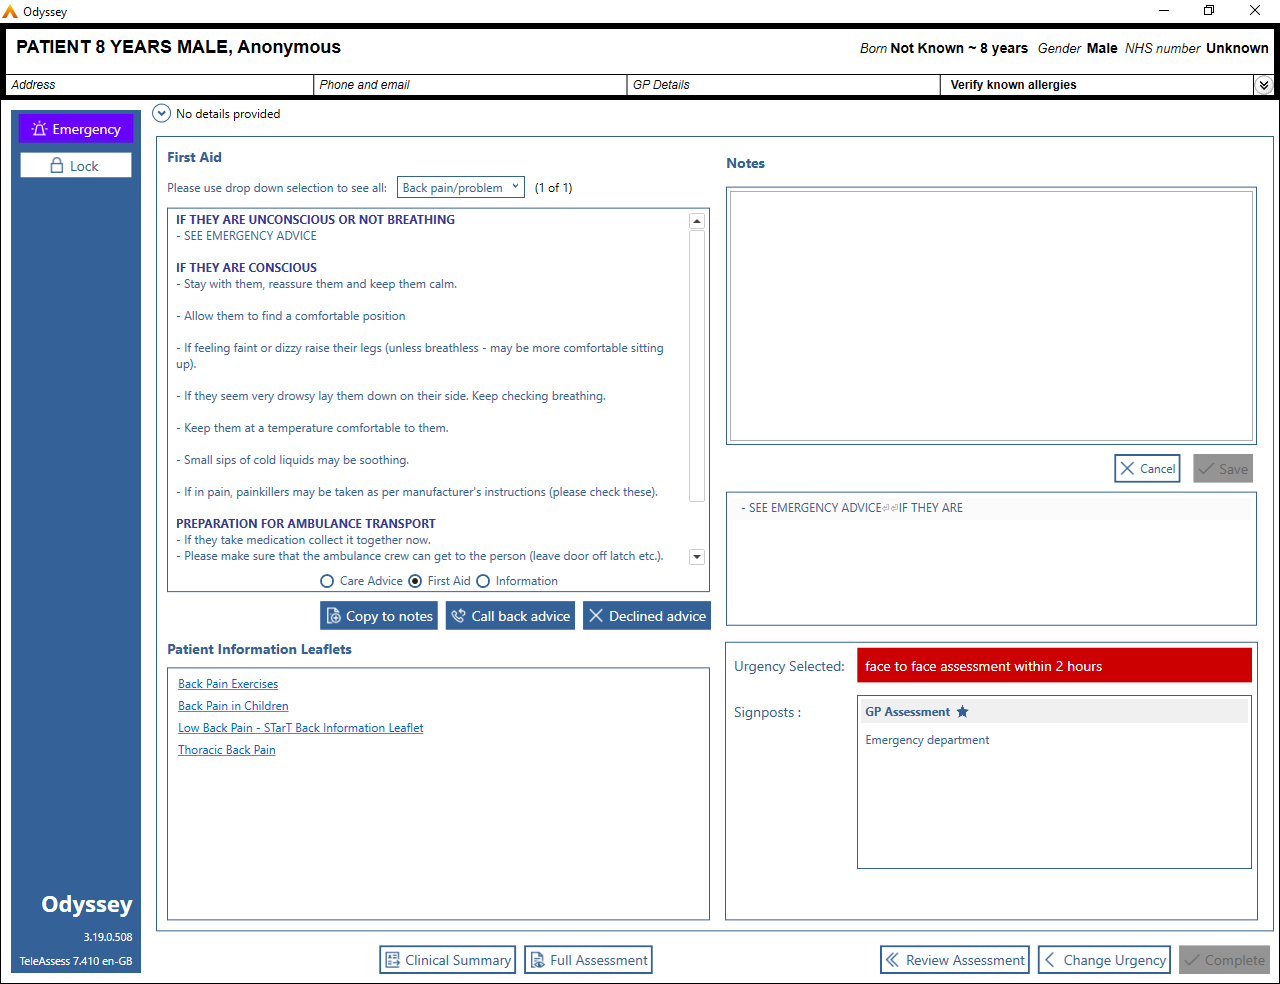 Odyssey
PATIENT 8 YEARS MALE, Anonymous
Born Not Known ~ 8 years Gender Male NHS number Unknown
Address Phone and email GP Details Verify known allergies
Emergency
Lock
No details provided
First Aid
Please use drop down selection to see all: Back pain/problem (1 of 1)
IF THEY ARE UNCONSCIOUS OR NOT BREATHING
- SEE EMERGENCY ADVICE
IF THEY ARE CONSCIOUS
- Stay with them, reassure them and keep them calm.
- Allow them to find a comfortable position
- If feeling faint or dizzy raise their legs (unless breathless - may be more comfortable sitting
up).
- If they seem very drowsy lay them down on their side. Keep checking breathing.
- Keep them at a temperature comfortable to them.
- Small sips of cold liquids may be soothing.
- If in pain, painkillers may be taken as per manufacturer's instructions (please check these).
PREPARATION FOR AMBULANCE TRANSPORT
- If they take medication collect it together now.
- Please make sure that the ambulance crew can get to the person (leave door off latch etc.).
Care Advice First Aid Information
Copy to notes Call back advice Declined advice
Patient Information Leaflets
Back Pain Exercises
Back Pain in Children
Low Back Pain - STarT Back Information Leaflet
Thoracic Back Pain
Notes
Cancel Save
- SEE EMERGENCY ADVICE⏎⏎IF THEY ARE
Urgency Selected: face to face assessment within 2 hours
Signposts : GP Assessment ★
Emergency department
Odyssey
3.19.0.508
TeleAssess 7.410 en-GB
Clinical Summary Full Assessment Review Assessment Change Urgency Complete